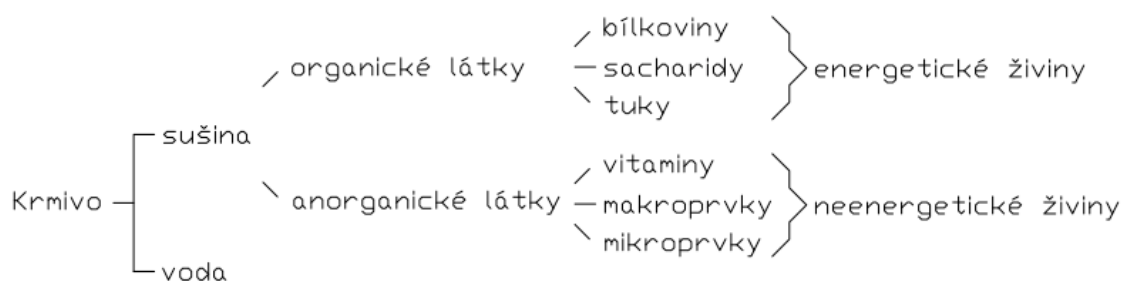 bílkoviny
organické látky sacharidy energetické živiny
tuky
sušina
vitaminy
Krmivo anorganické látky makroprvky neenergetické živiny
mikroprvky
voda